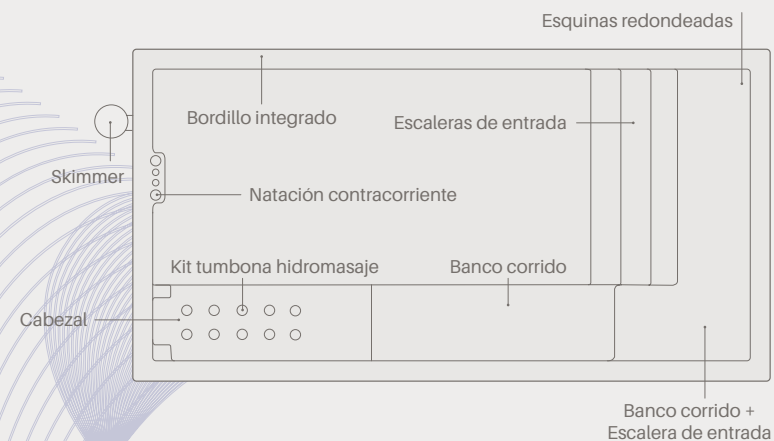 Esquinas redondeadas
Bordillo integrado
Escaleras de entrada
Skimmer
Natación contracorriente
Kit tumbona hidromasaje
Banco corrido
Cabezal
Banco corrido +
Escalera de entrada